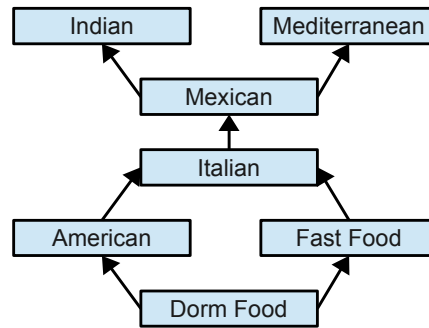 Indian
Mediterranean
Mexican
Italian
American
Fast Food
Dorm Food